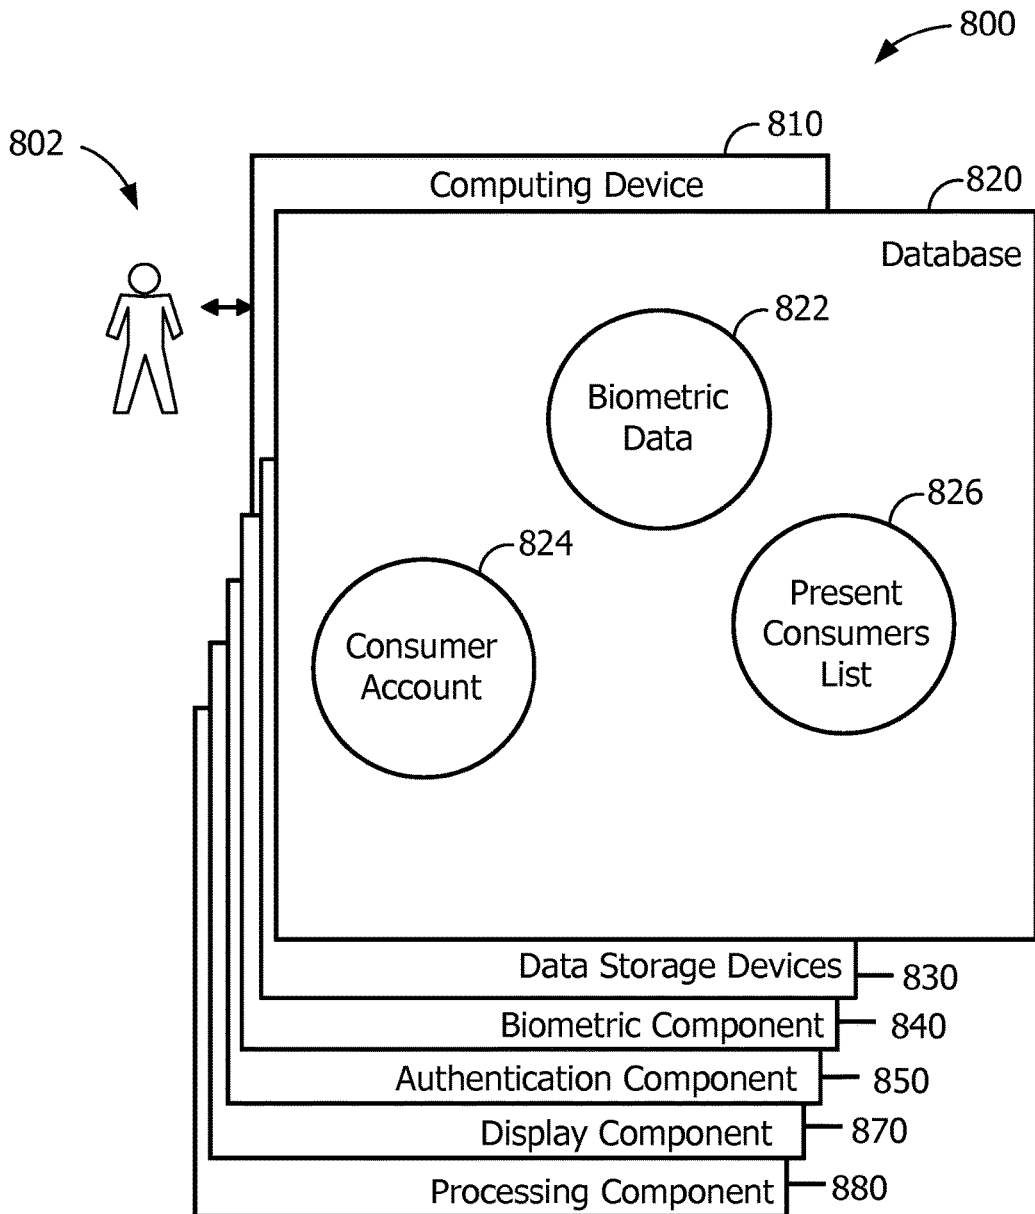 800
802
810
Computing Device
820
Database
822
Biometric
Data
826
824
Present
Consumers
List
Consumer
Account
Data Storage Devices
830
Biometric Component
840
Authentication Component
850
Display Component
870
Processing Component
880